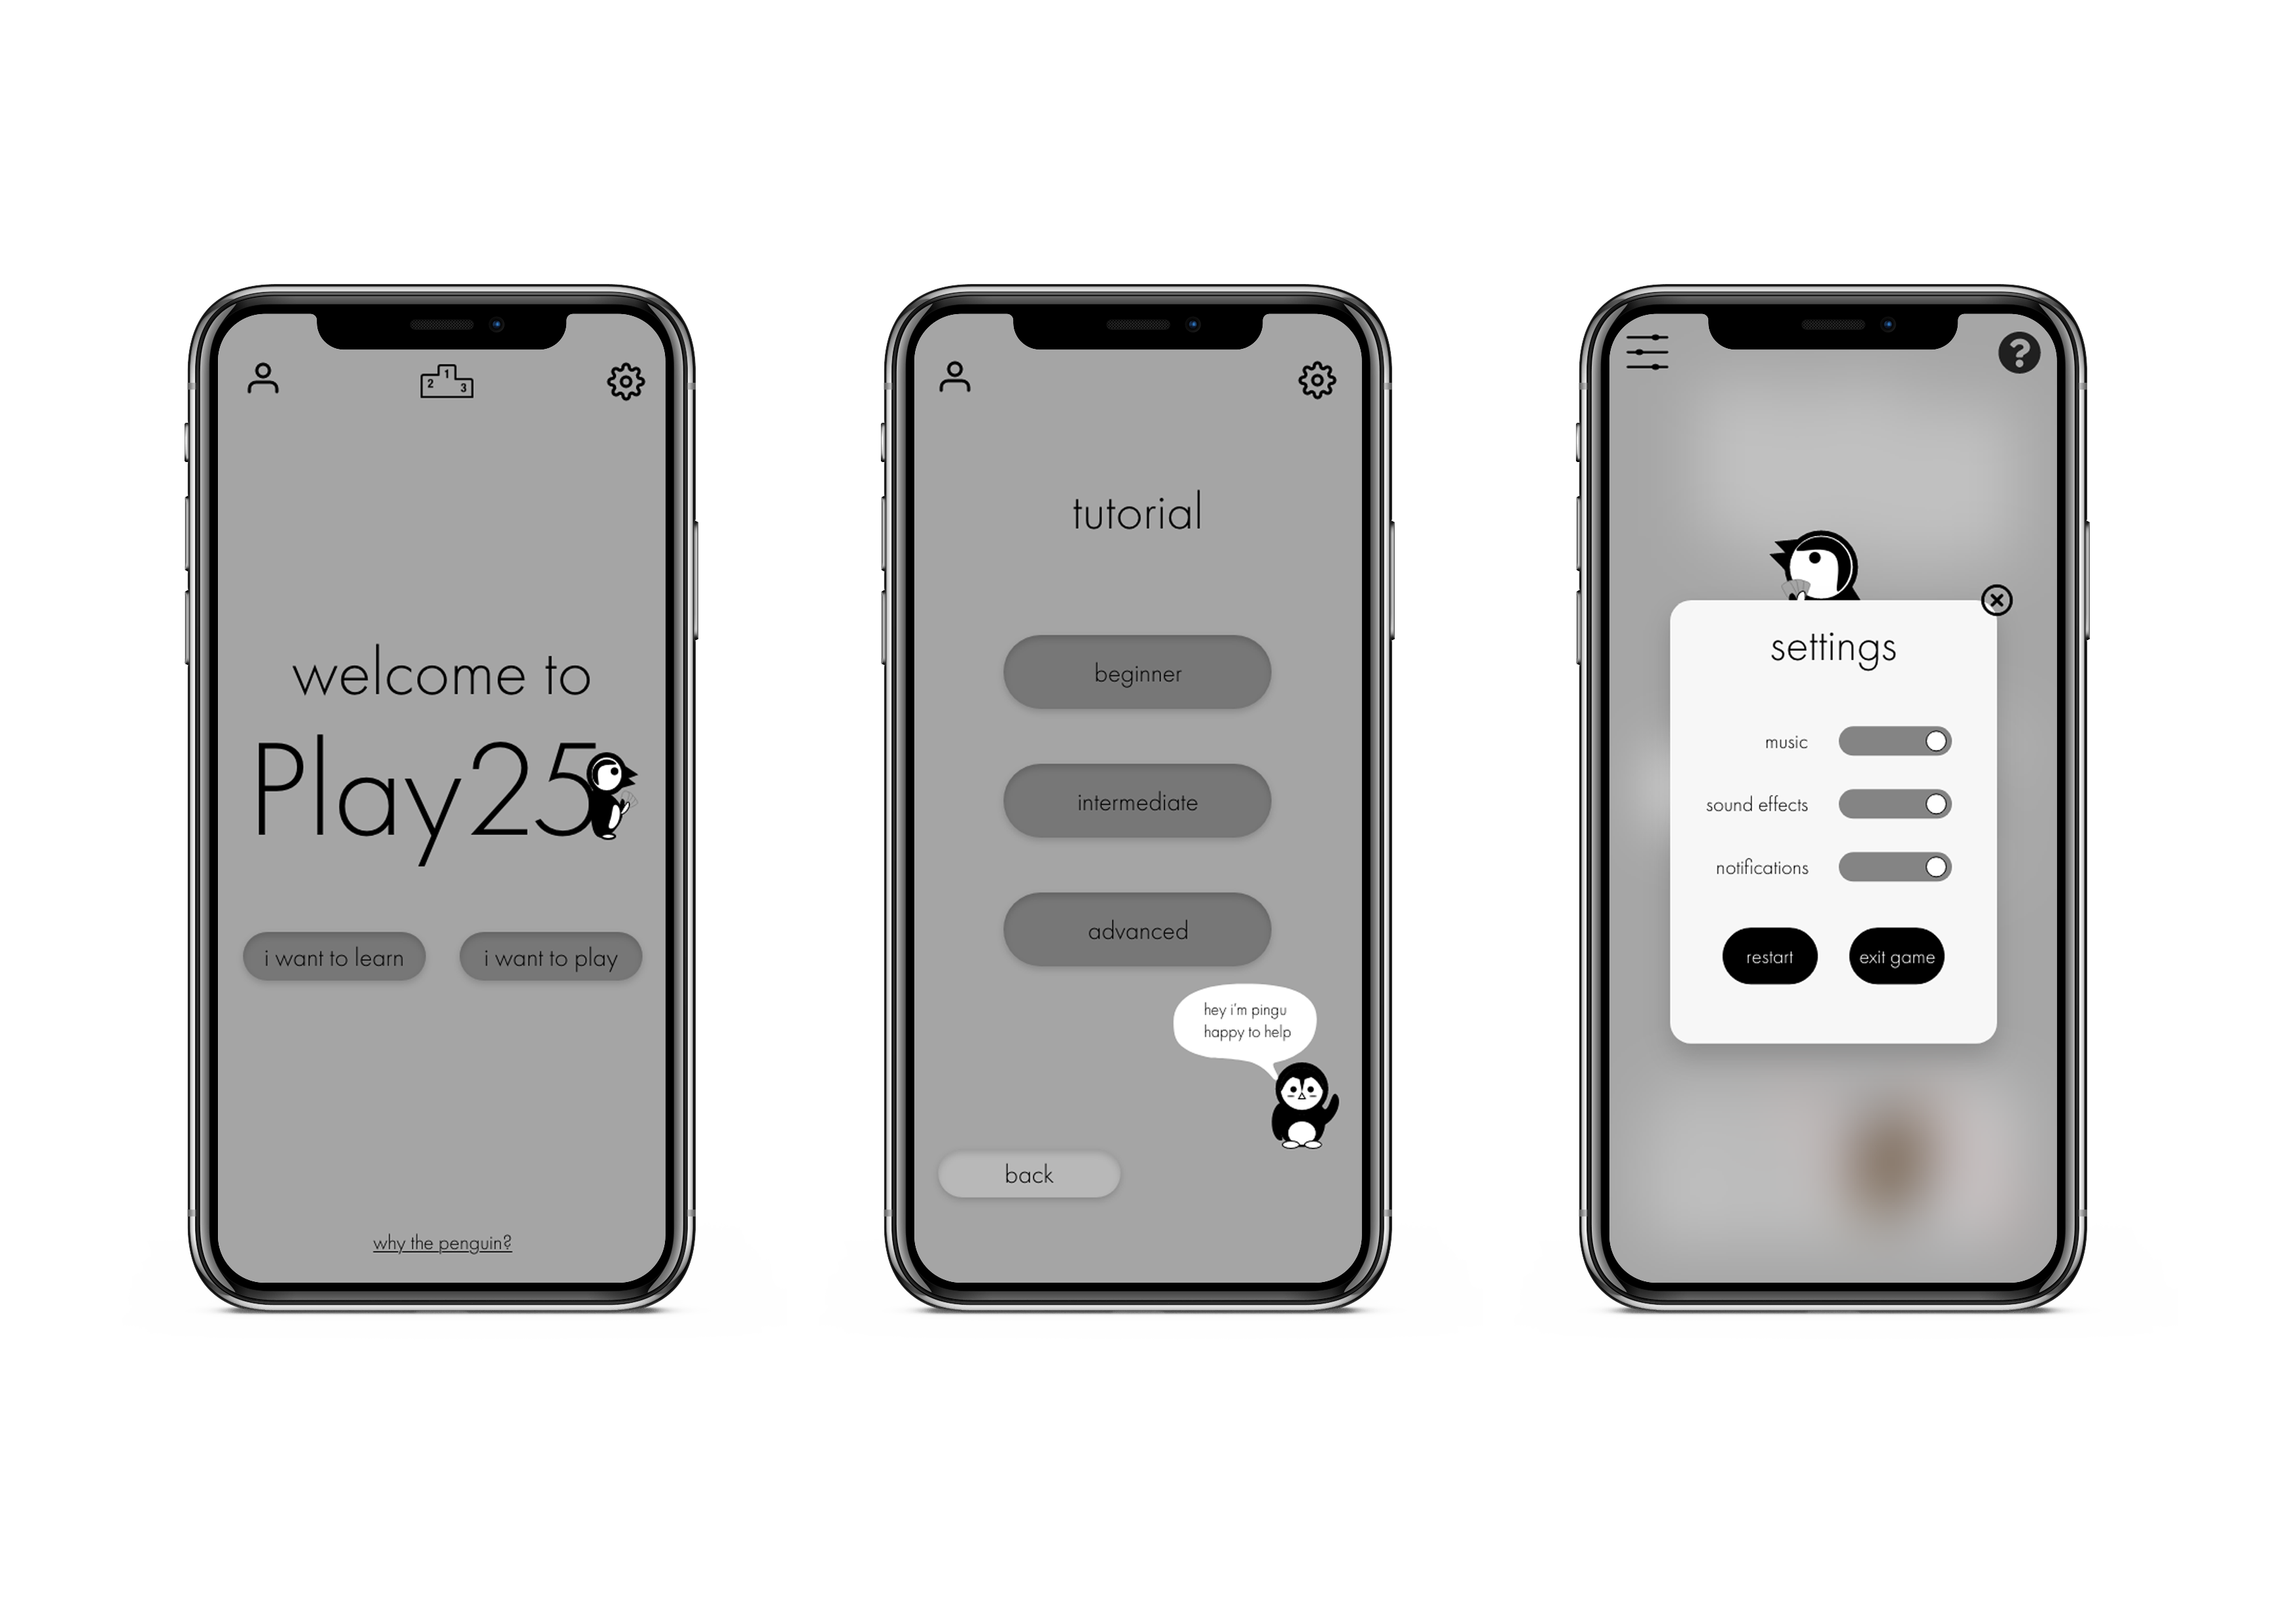 2 1 3
welcome to
Play25
i want to learn
i want to play
why the penguin?
tutorial
beginner
intermediate
advanced
hey i'm pingu
happy to help
back
?
settings
music
sound effects
notifications
restart
exit game